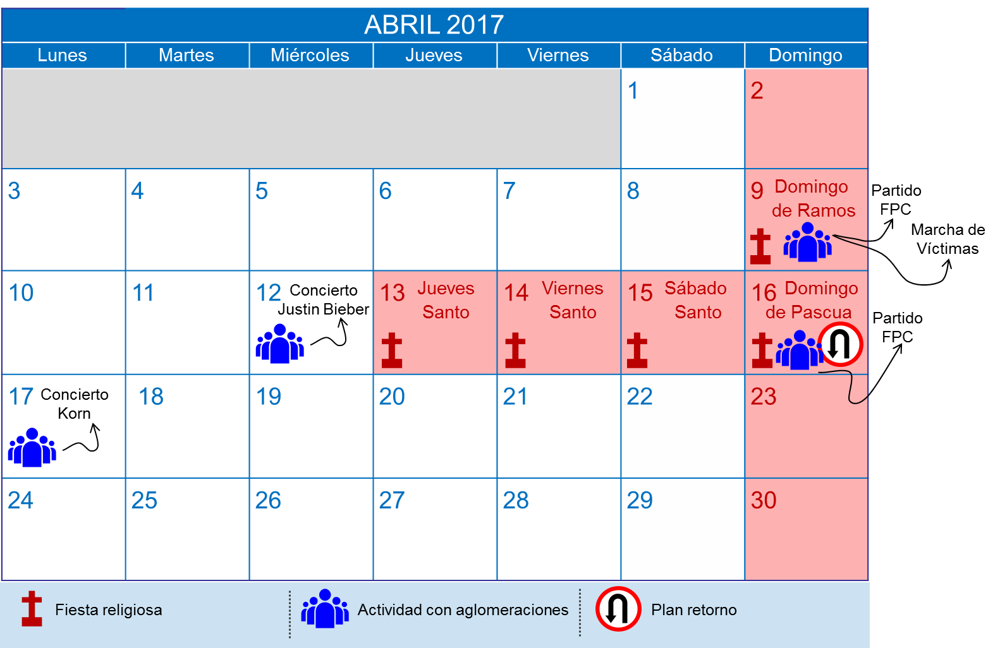 ABRIL 2017
Lunes Martes Miércoles Jueves Viernes Sábado Domingo
1 2
3 4 5 6 7 8 9 Domingo
de Ramos
Partido
FPC
Marcha de
Víctimas
10 11 12 Concierto
Justin Bieber
13 Jueves
Santo
14 Viernes
Santo
15 Sábado
Santo
16 Domingo
de Pascua
Partido
FPC
17 Concierto
Korn
18 19 20 21 22 23
24 25 26 27 28 29 30
Fiesta religiosa
Actividad con aglomeraciones
Plan retorno